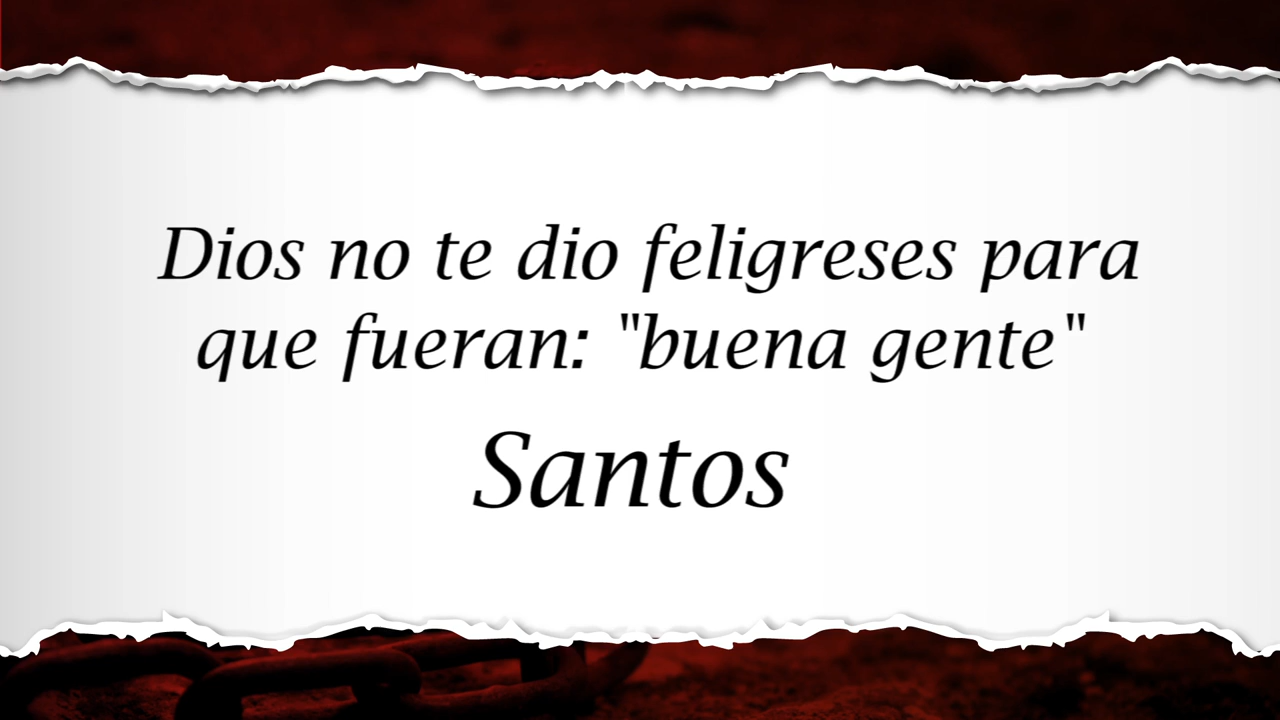 Dios no te dio feligreses para
que fueran: "buena gente"
Santos